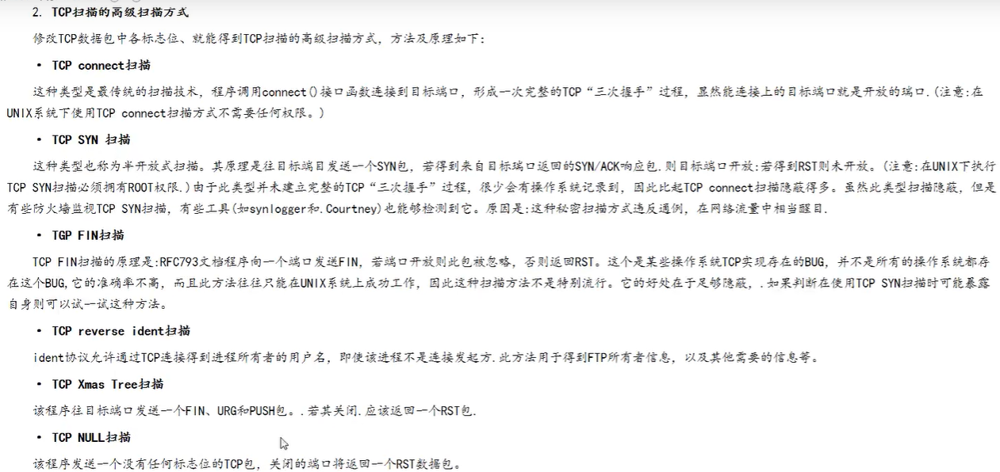 2. TCP扫描的高级扫描方式
修改TCP数据包中各标志位、就能得到TCP扫描的高级扫描方式，方法及原理如下：
• TCP connect扫描
这种类型是最传统的扫描技术，程序调用connect()接口函数连接到目标端口，形成一次完整的TCP“三次握手”过程，显然能连接上的目标端口就是开放的端口.(注意:在
UNIX系统下使用TCP connect扫描方式不需要任何权限。)
• TCP SYN 扫描
这种类型也称为半开放式扫描。其原理是往目标端目发送一个SYN包，若得到来自目标端口返回的SYN/ACK响应包.则目标端口开放:若得到RST则未开放。(注意:在UNIX下执行
TCP SYN扫描必须拥有ROOT权限.)由于此类型并未建立完整的TCP“三次握手”过程，很少会有操作系统记录到，因此比起TCP connect扫描隐蔽得多。虽然此类型扫描隐蔽，但是
有些防火墙监视TCP SYN扫描，有些工具(如synlogger和.Courtney)也能够检测到它。原因是:这种秘密扫描方式违反通例，在网络流量中相当醒目.
• TGP FIN扫描
TCP FIN扫描的原理是:RFC793文档程序向一个端口发送FIN，若端口开放则此包被忽略，否则返回RST。这个是某些操作系统TCP实现存在的BUG，并不是所有的操作系统都存
在这个BUG,它的准确率不高，而且此方法往往只能在UNIX系统上成功工作，因此这种扫描方法不是特别流行。它的好处在于足够隐蔽，.如果判断在使用TCP SYN扫描时可能暴露
自身则可以试一试这种方法。
• TCP reverse ident扫描
ident协议允许通过TCP连接得到进程所有者的用户名，即使该进程不是连接发起方.此方法用于得到FTP所有者信息，以及其他需要的信息等。
• TCP Xmas Tree扫描
该程序往目标端口发送一个FIN、URG和PUSH包。.若其关闭.应该返回一个RST包.
• TCP NULL扫描
该程序发送一个没有任何标志位的TCP包，关闭的端口将返回一个RST数据包。